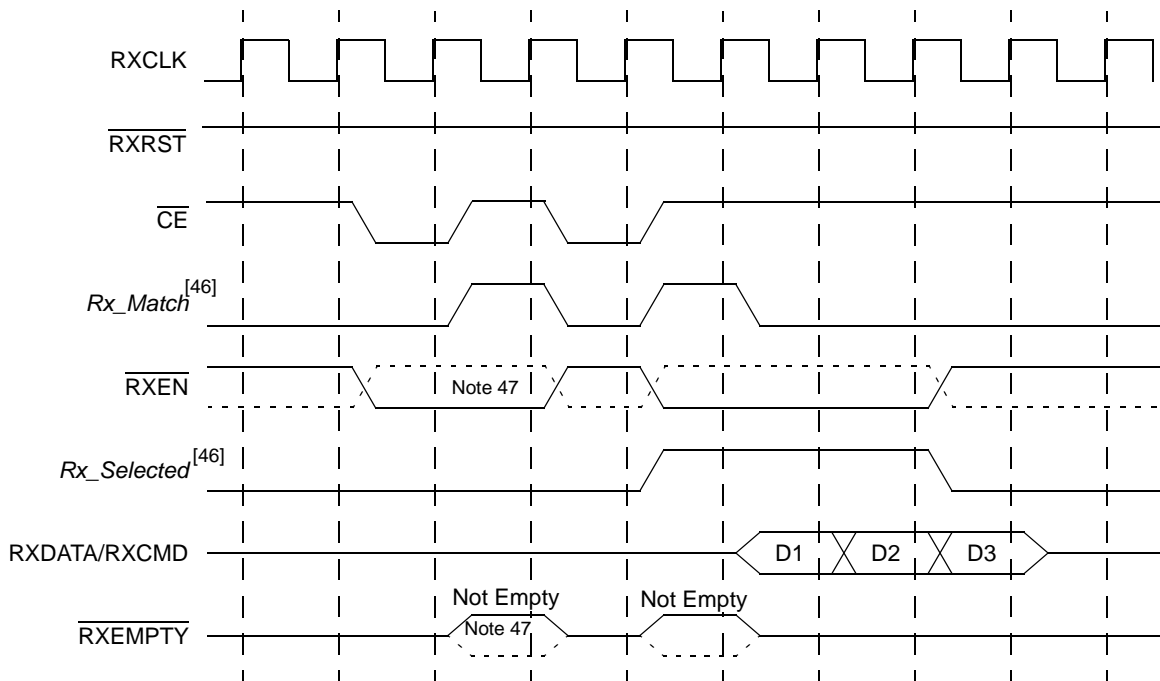 RXCLK
RXRST
CE
Rx_Match[46]
RXEN
Note 47
Rx_Selected[46]
RXDATA/RXCMD
D1 D2 D3
Not Empty Not Empty
RXEMPTY
Note 47